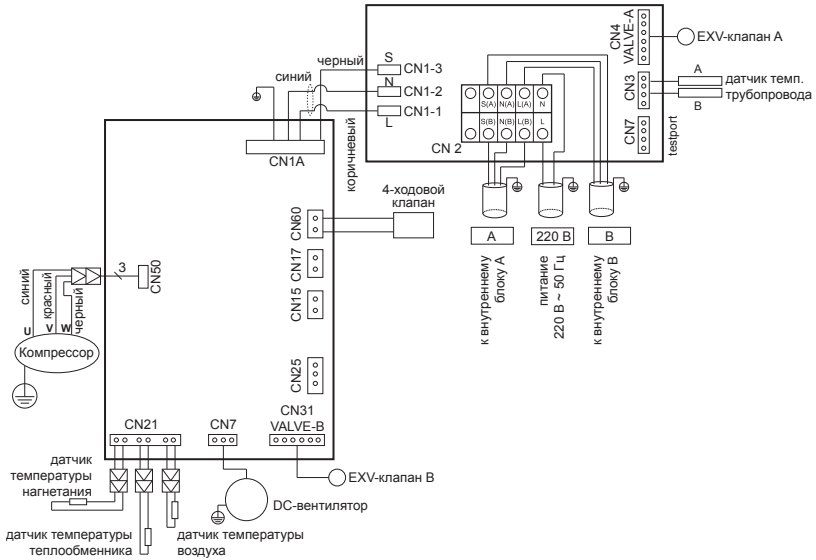 CN4
VALVE-A
EXV-клапан A
черный
S
CN1-3
синий
N
CN1-2
L
CN1-1
коричневый
S(A) N(A) L(A) N
S(B) N(B) L(B) L
CN 2
CN3
A
датчик темп.
трубопровода
B
CN7
testport
CN1A
4-ходовой
клапан
CN60
A
220 В
B
к внутреннему
блоку A
питание
220 В ~ 50 Гц
к внутреннему
блоку B
CN17
3
CN50
CN15
синий
красный
черный
U
V
W
Компрессор
CN25
CN21
CN7
CN31
VALVE-B
датчик
температуры
нагнетания
EXV-клапан B
DC-вентилятор
датчик температуры
теплообменника
датчик температуры
воздуха